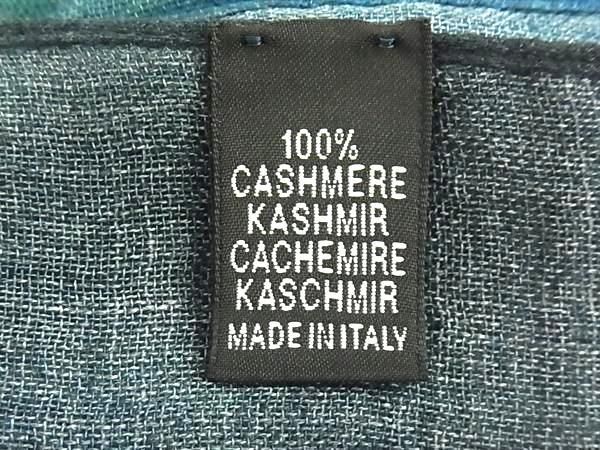 100%
CASHMERE
KASHMIR
CACHEMIRE
KASCHMIR
MADE IN ITALY